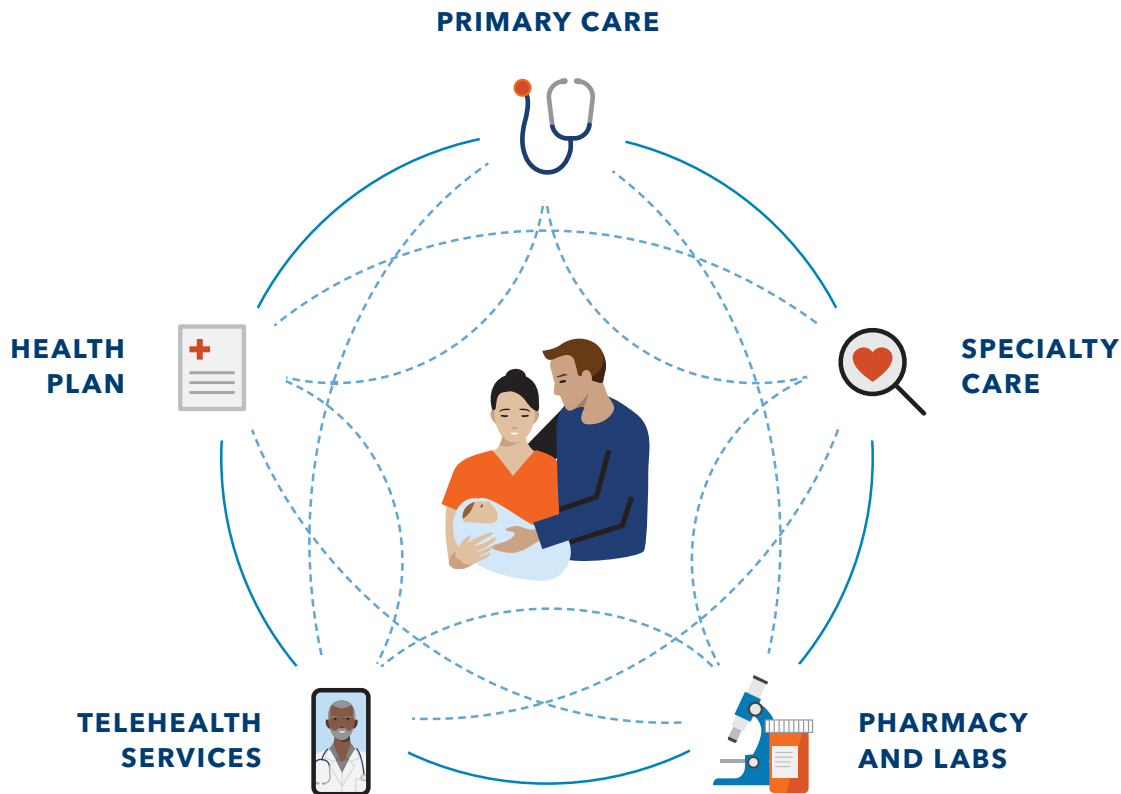 PRIMARY CARE
HEALTH
PLAN
SPECIALTY
CARE
TELEHEALTH
SERVICES
PHARMACY
AND LABS